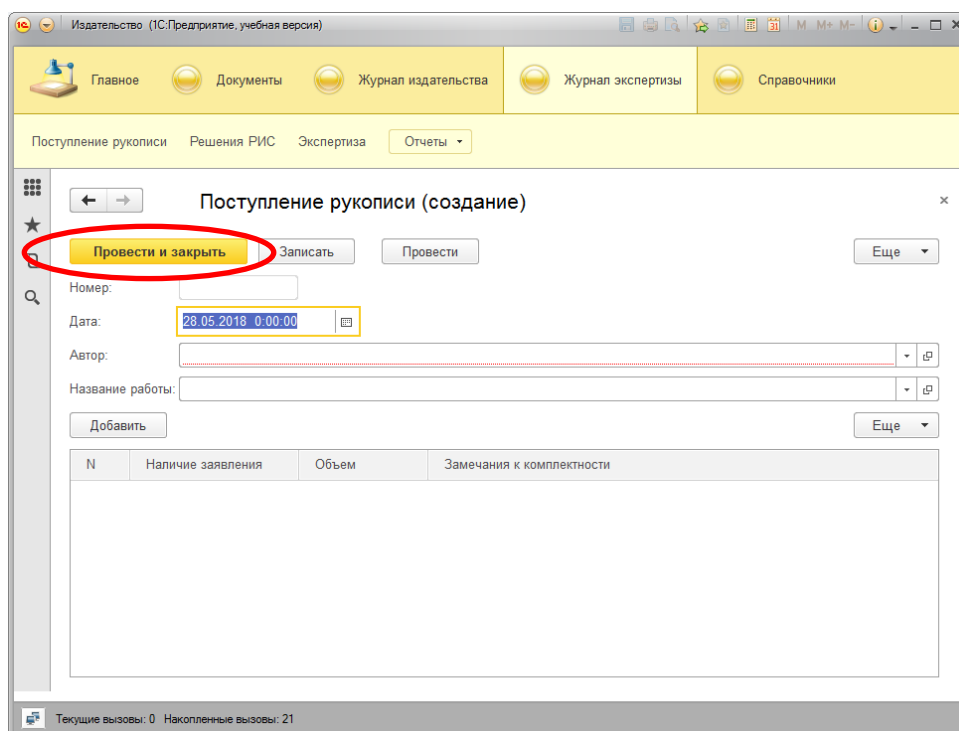 Издательство (1С:Предприятие, учебная версия) 31 M M+ M-
Главное Документы Журнал издательства Журнал экспертизы Справочники
Поступление рукописи Решения РИС Экспертиза Отчеты
Поступление рукописи (создание)
Провести и закрыть Записать Провести Еще
Номер:
Дата: 28.05.2018 0:00:00
Автор:
Название работы:
Добавить Еще
N Наличие заявления Объем Замечания к комплектности
Текущие вызовы: 0 Накопленные вызовы: 21